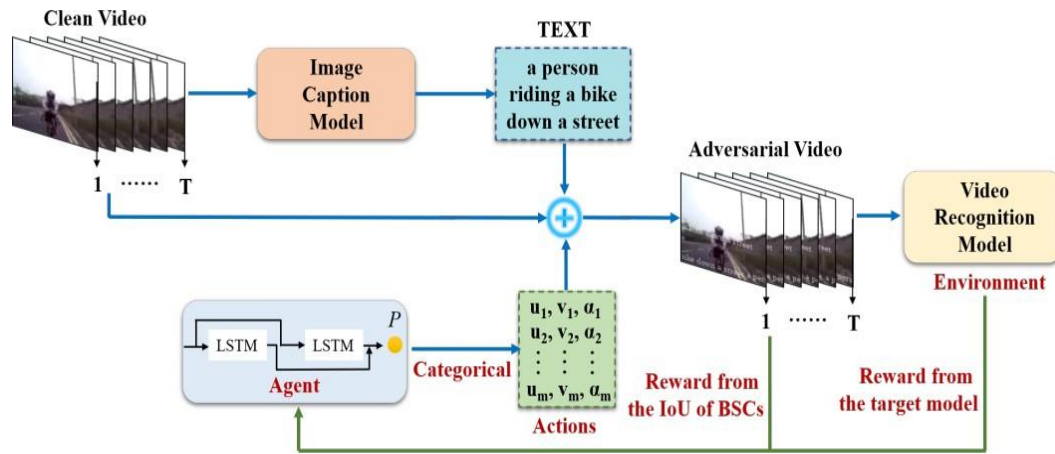 Clean Video
1 ...... T
Image
Caption
Model
TEXT
a person
riding a bike
down a street
Adversarial Video
1 ...... T
Video
Recognition
Model
Environment
LSTM
LSTM
P
Agent
Categorical
u₁, v₁, α₁
u₂, v₂, α₂
⋮ ⋮ ⋮
uₘ, vₘ, αₘ
Actions
Reward from
the IoU of BSCs
Reward from
the target model